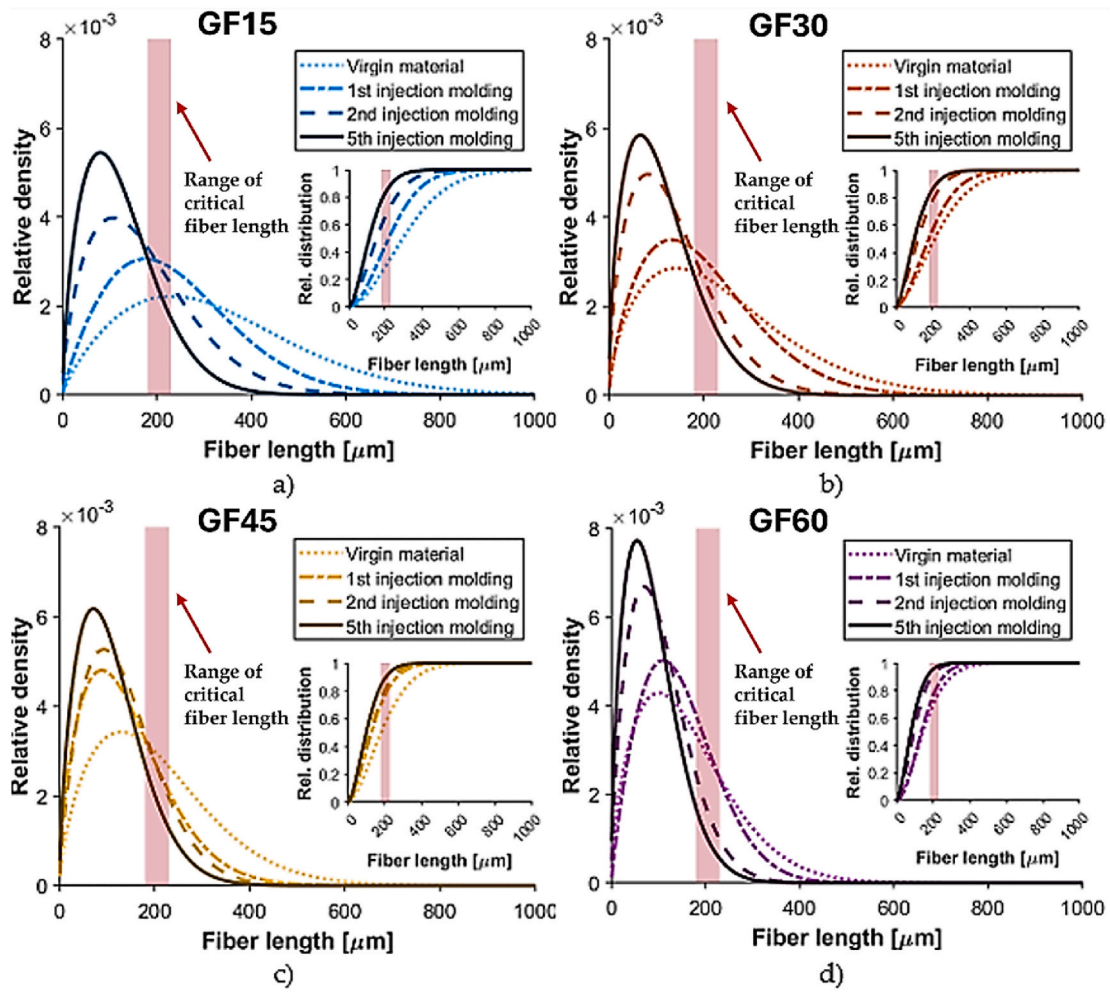 GF15
×10⁻³
8
6
4
2
0
Relative density
0 200 400 600 800 1000
Fiber length [μm]
Virgin material
1st injection molding
2nd injection molding
5th injection molding
Range of
critical
fiber length
Rel. distribution
1
0.8
0.6
0.4
0.2
0
0 200 400 600 800 1000
Fiber length [μm]
a)
GF30
×10⁻³
8
6
4
2
0
Relative density
0 200 400 600 800 1000
Fiber length [μm]
Virgin material
1st injection molding
2nd injection molding
5th injection molding
Range of
critical
fiber length
Rel. distribution
1
0.8
0.6
0.4
0.2
0
0 200 400 600 800 1000
Fiber length [μm]
b)
GF45
×10⁻³
8
6
4
2
0
Relative density
0 200 400 600 800 1000
Fiber length [μm]
Virgin material
1st injection molding
2nd injection molding
5th injection molding
Range of
critical
fiber length
Rel. distribution
1
0.8
0.6
0.4
0.2
0
0 200 400 600 800 1000
Fiber length [μm]
c)
GF60
×10⁻³
8
6
4
2
0
Relative density
0 200 400 600 800 1000
Fiber length [μm]
Virgin material
1st injection molding
2nd injection molding
5th injection molding
Range of
critical
fiber length
Rel. distribution
1
0.8
0.6
0.4
0.2
0
0 200 400 600 800 1000
Fiber length [μm]
d)